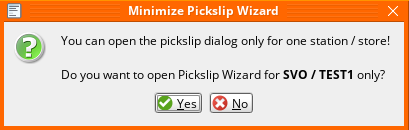 Minimize Pickslip Wizard
You can open the pickslip dialog only for one station / store!
Do you want to open Pickslip Wizard for SVO / TEST1 only?
Yes No